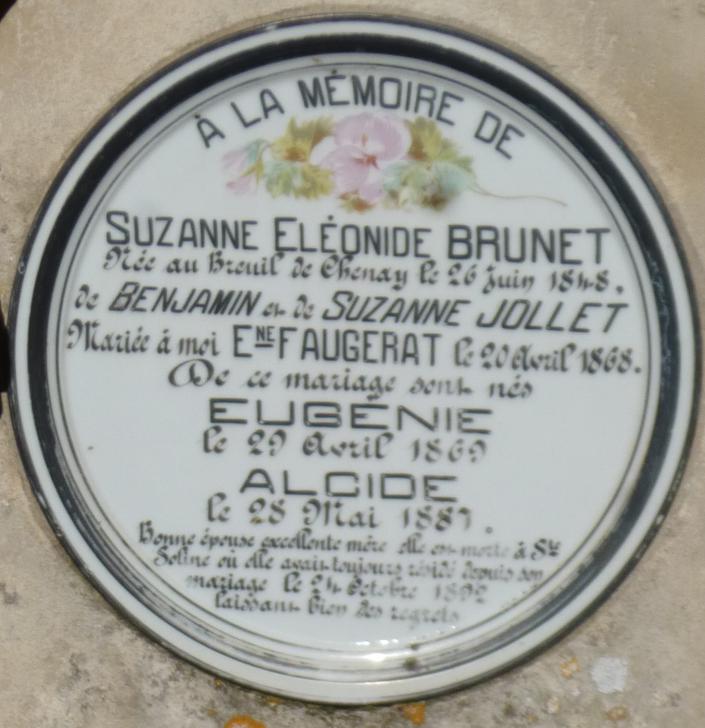 À LA MÉMOIRE DE
SUZANNE ELÉONIDE BRUNET
Née au Breuil de Chenay le 26 Juin 1848.
de BENJAMIN et de SUZANNE JOLLET
Mariée à moi ENE FAUGERAT le 20 Avril 1868.
De ce mariage sont nés
EUGÉNIE
le 29 Avril 1869
ALCIDE
le 28 Mai 1887.
Bonne épouse excellente mère elle est morte à Ste
Soline où elle avait toujours résidé depuis son
mariage le 24 Octobre 1892
laissant bien des regrets